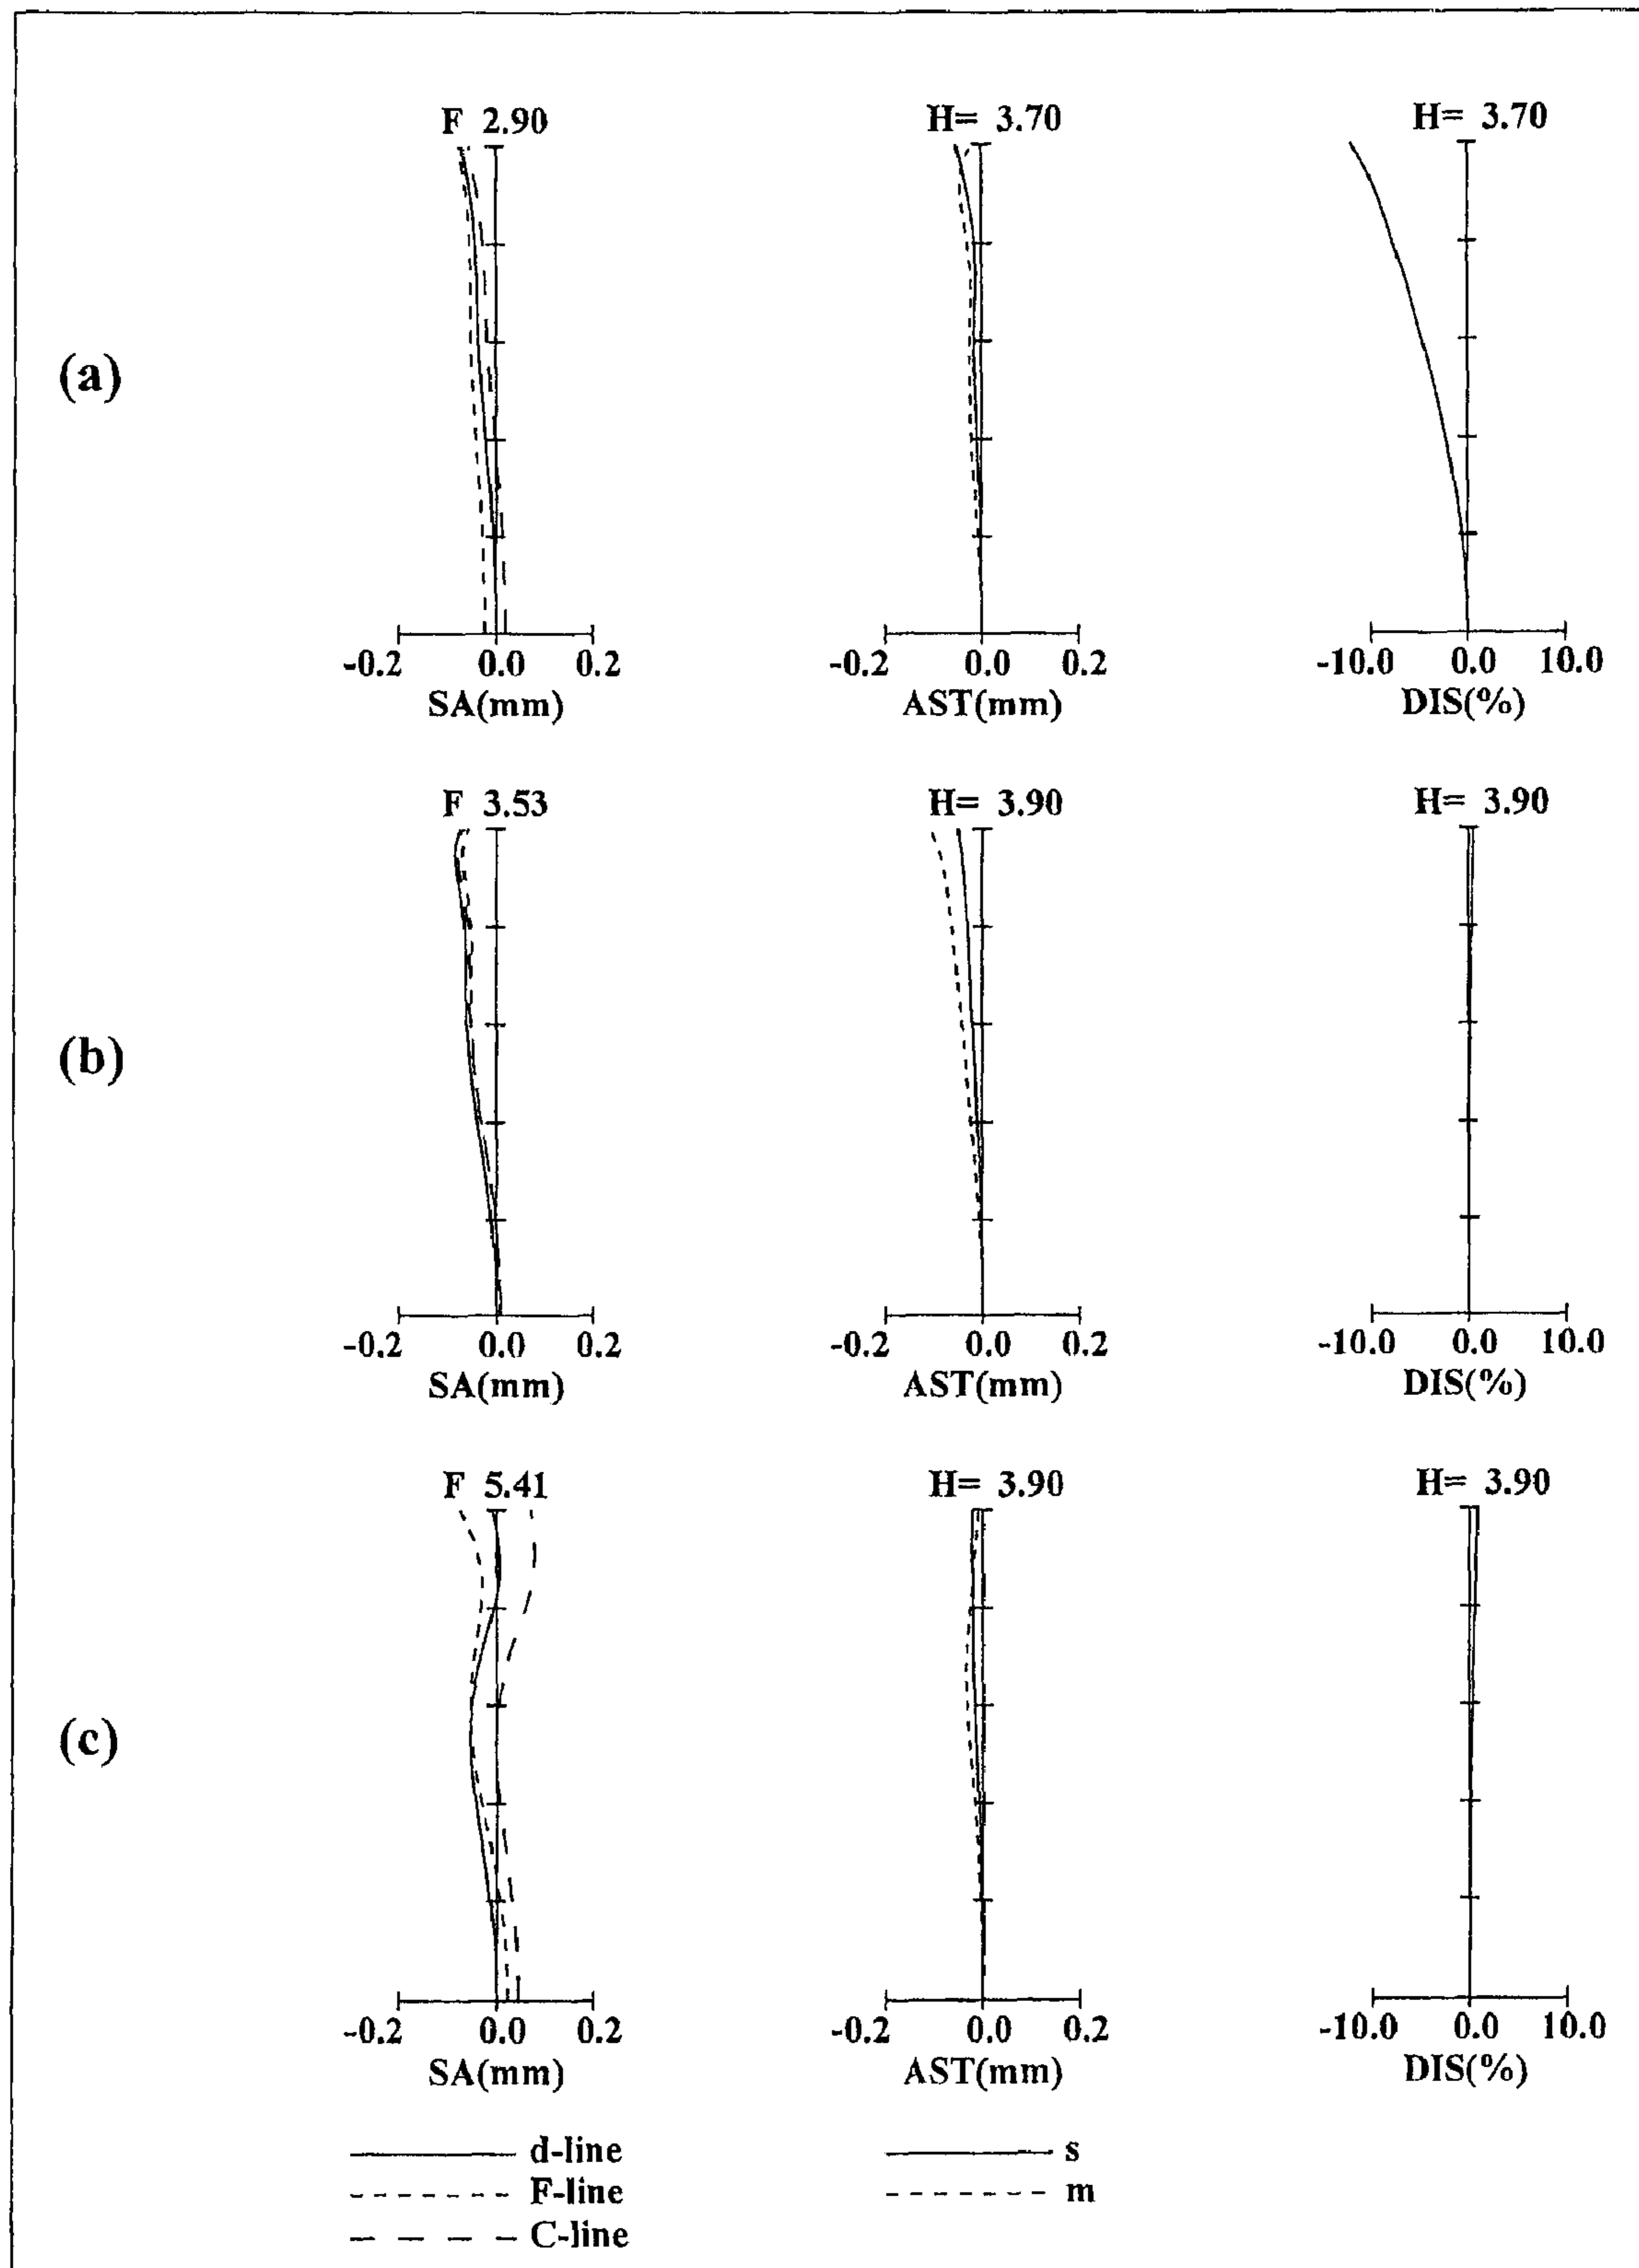 (a)
F 2.90
H= 3.70
H= 3.70
-0.2 0.0 0.2
-0.2 0.0 0.2
-10.0 0.0 10.0
SA(mm)
AST(mm)
DIS(%)
(b)
F 3.53
H= 3.90
H= 3.90
-0.2 0.0 0.2
-0.2 0.0 0.2
-10.0 0.0 10.0
SA(mm)
AST(mm)
DIS(%)
(c)
F 5.41
H= 3.90
H= 3.90
-0.2 0.0 0.2
-0.2 0.0 0.2
-10.0 0.0 10.0
SA(mm)
AST(mm)
DIS(%)
d-line
F-line
C-line
s
m